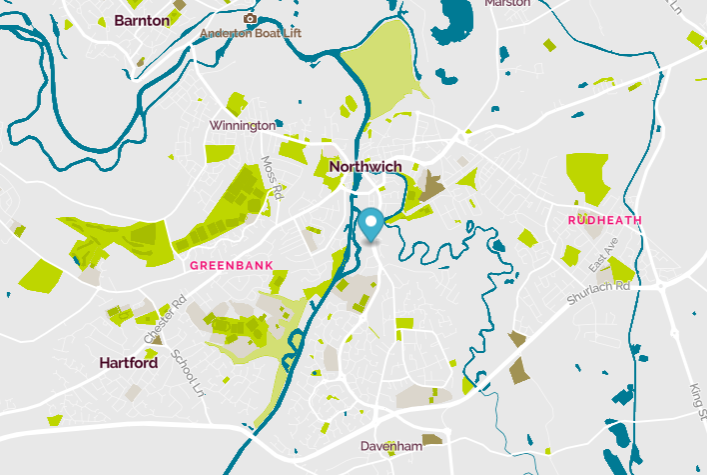 Marston
Barnton
Anderton Boat Lift
Ln
Winnington
Northwich
Moss Rd
RUDHEATH
East Ave
GREENBANK
Shurlach Rd
Chester Rd
Hartford
School Ln
King St
Davenham